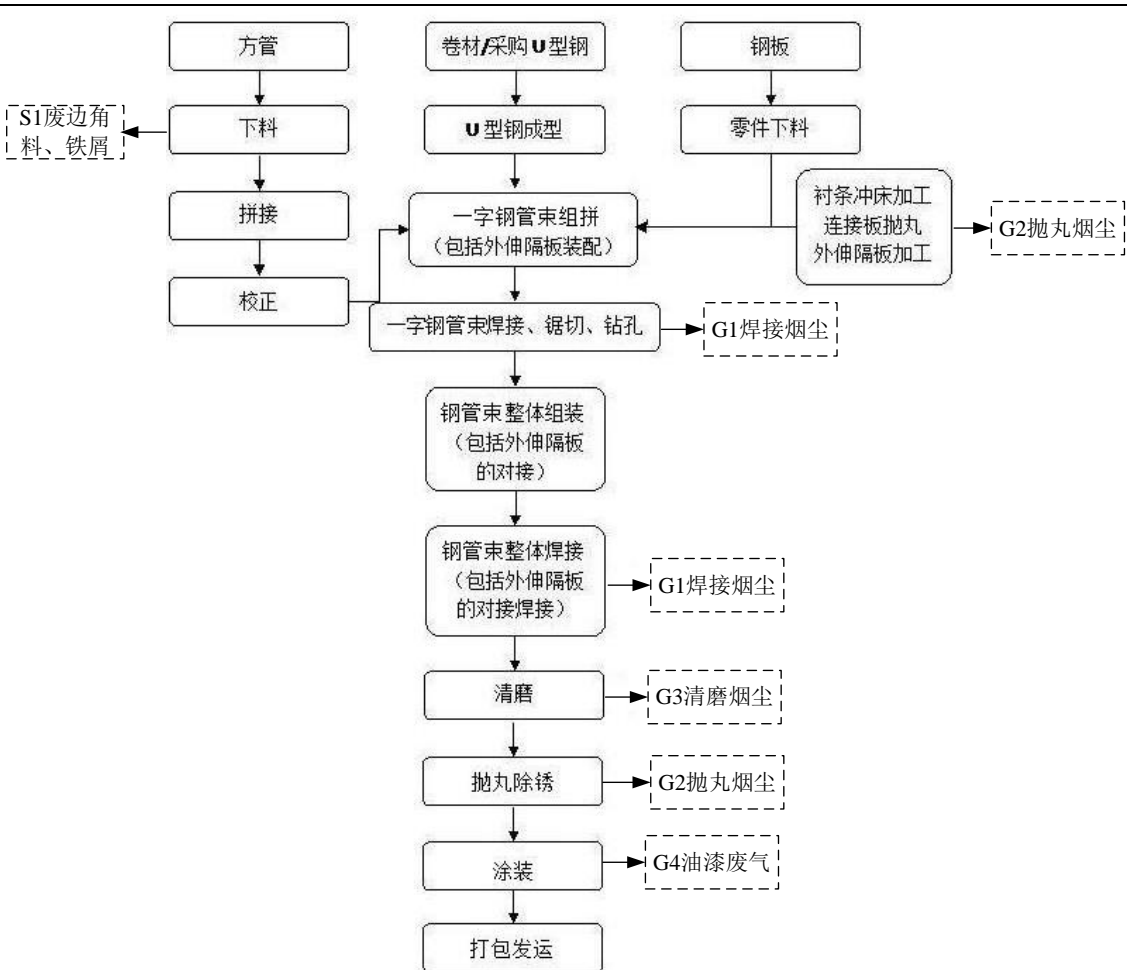 方管
卷材/采购U型钢
钢板
S1废边角
料、铁屑
下料
U型钢成型
零件下料
拼接
一字钢管束组拼
（包括外伸隔板装配）
衬条冲床加工
连接板抛丸
外伸隔板加工
G2抛丸烟尘
校正
一字钢管束焊接、锯切、钻孔
G1焊接烟尘
钢管束整体组装
（包括外伸隔板
的对接）
钢管束整体焊接
（包括外伸隔板
的对接焊接）
G1焊接烟尘
清磨
G3清磨烟尘
抛丸除锈
G2抛丸烟尘
涂装
G4油漆废气
打包发运